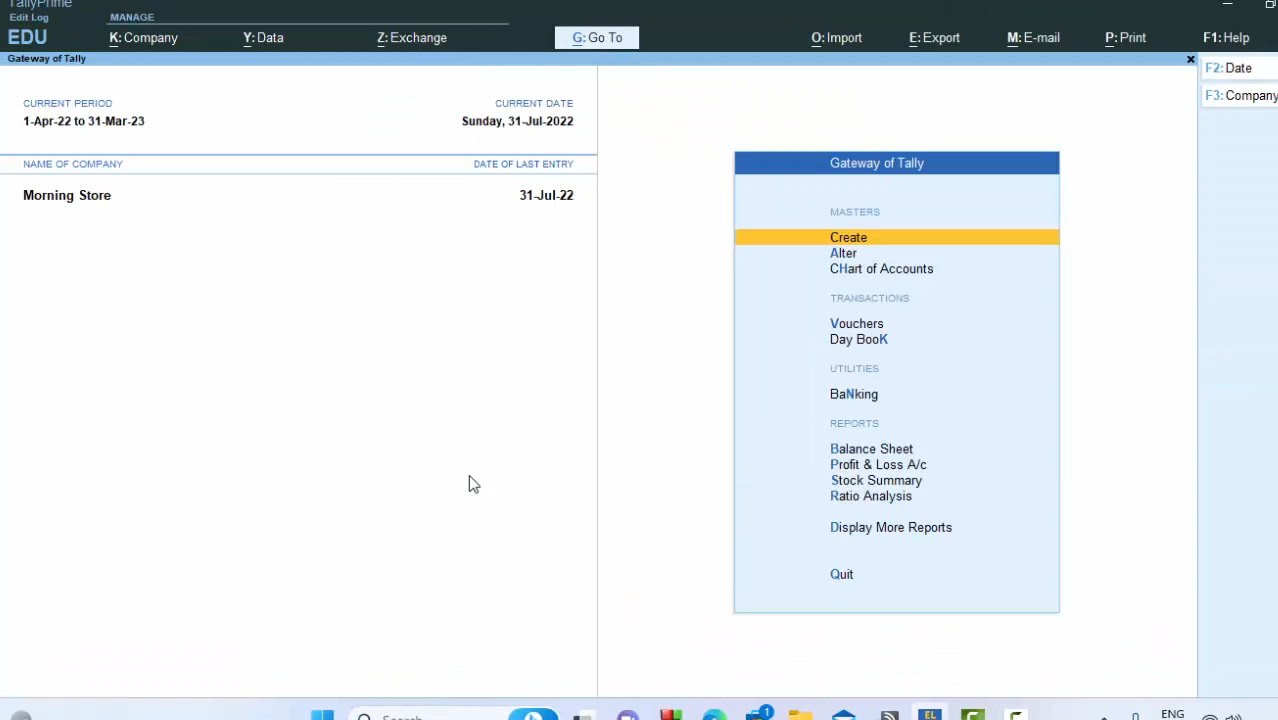 TallyPrime
Edit Log
EDU
MANAGE
K: Company
Y: Data
Z: Exchange
G: Go To
O: Import
E: Export
M: E-mail
P: Print
F1: Help
Gateway of Tally
F2: Date
F3: Company
CURRENT PERIOD
CURRENT DATE
1-Apr-22 to 31-Mar-23
Sunday, 31-Jul-2022
NAME OF COMPANY
DATE OF LAST ENTRY
Morning Store
31-Jul-22
Gateway of Tally
MASTERS
Create
Alter
CHart of Accounts
TRANSACTIONS
Vouchers
Day BooK
UTILITIES
BaNking
REPORTS
Balance Sheet
Profit & Loss A/c
Stock Summary
Ratio Analysis
Display More Reports
Quit
Search
1
EL
ENG